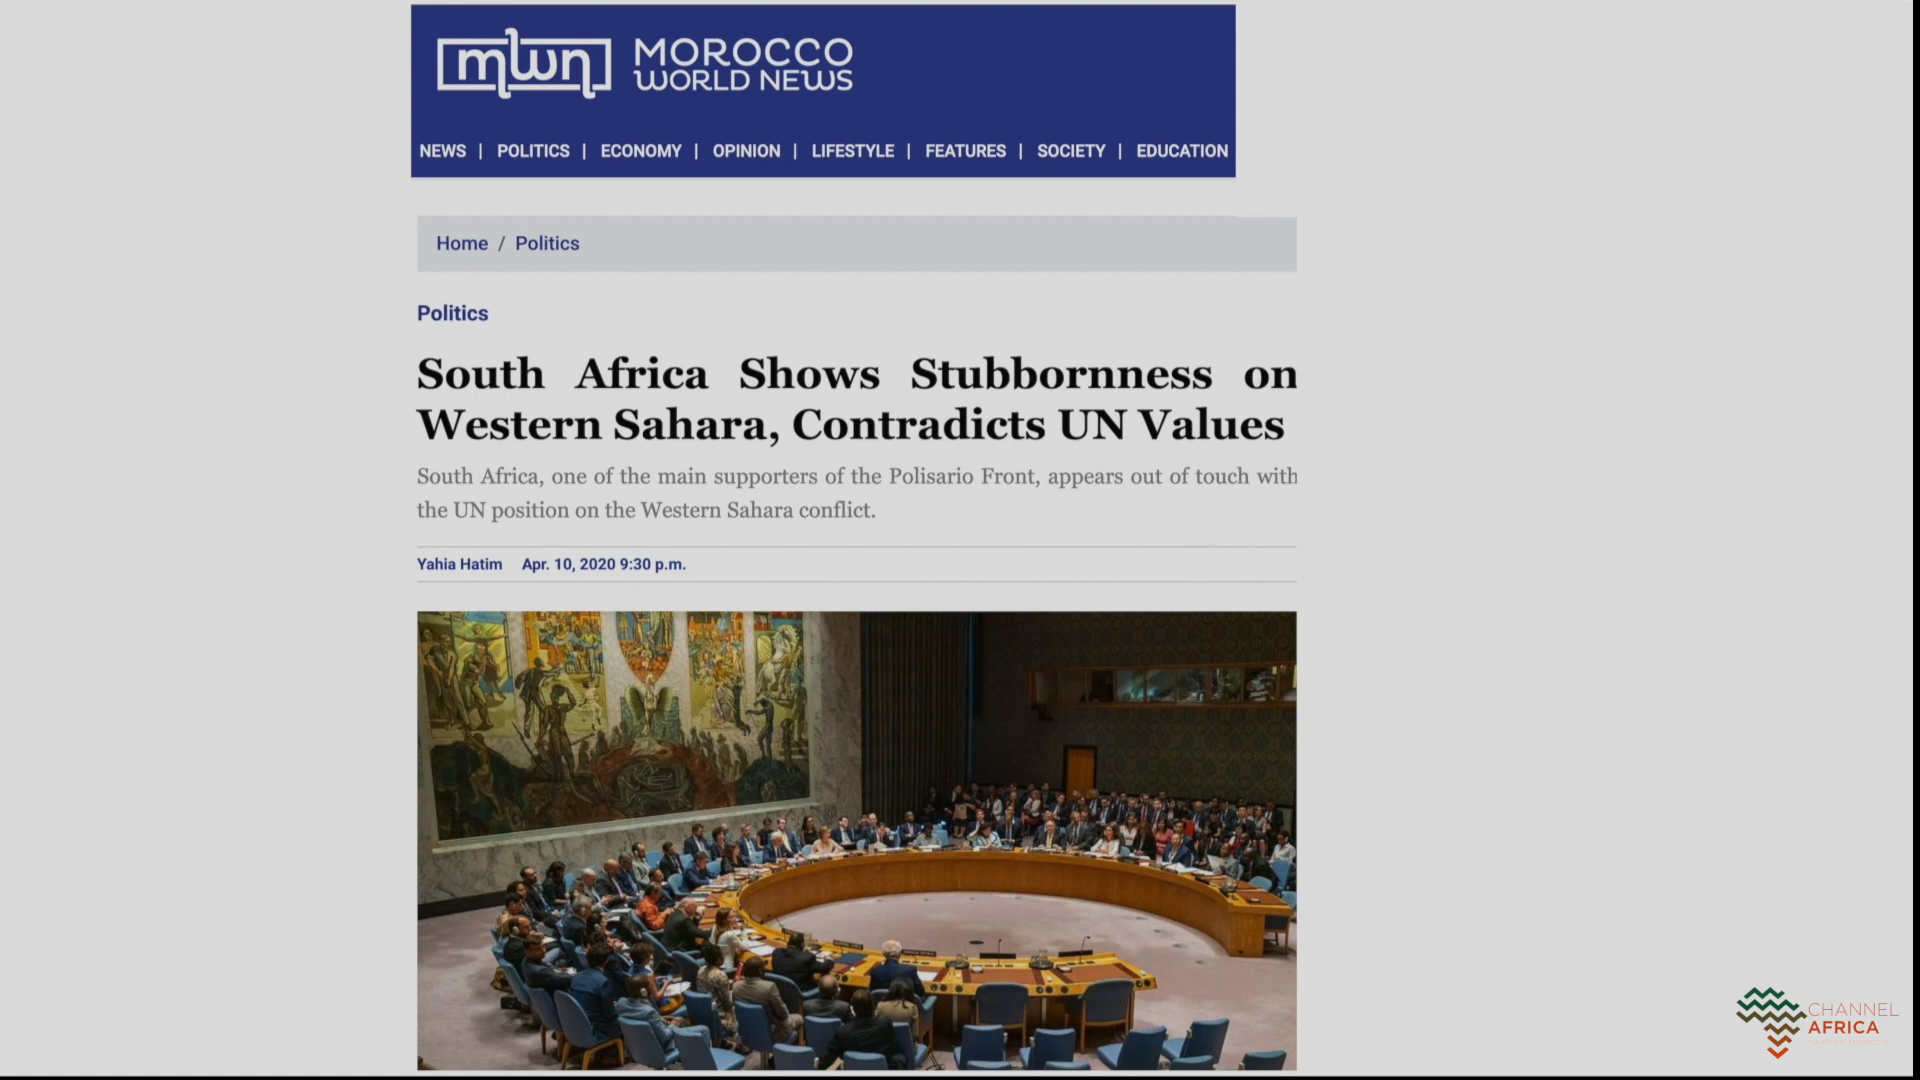 mwn
MOROCCO
WORLD NEWS
NEWS | POLITICS | ECONOMY | OPINION | LIFESTYLE | FEATURES | SOCIETY | EDUCATION
Home / Politics
Politics
South Africa Shows Stubbornness on
Western Sahara, Contradicts UN Values
South Africa, one of the main supporters of the Polisario Front, appears out of touch with
the UN position on the Western Sahara conflict.
Yahia Hatim Apr. 10, 2020 9:30 p.m.
CHANNEL
AFRICA